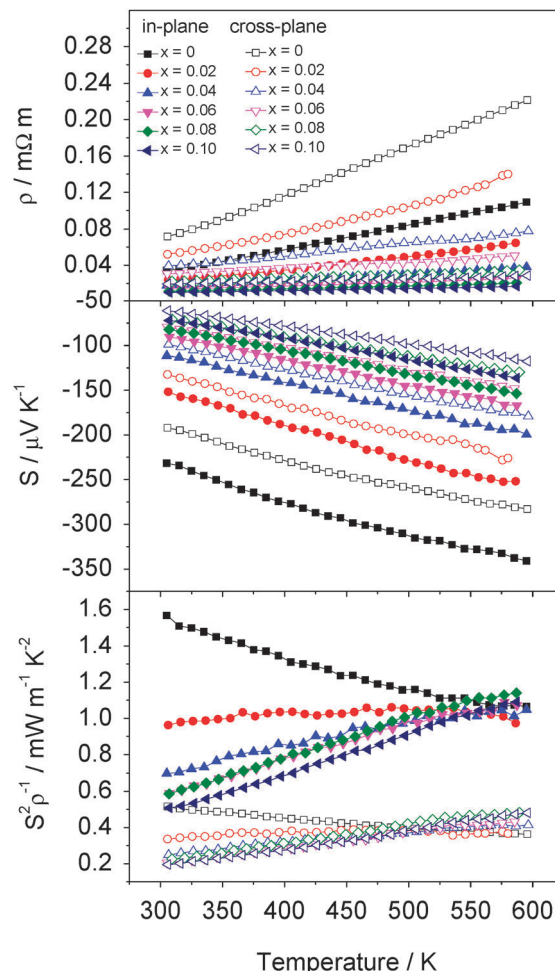 in-plane cross-plane
x = 0 x = 0
x = 0.02 x = 0.02
x = 0.04 x = 0.04
x = 0.06 x = 0.06
x = 0.08 x = 0.08
x = 0.10 x = 0.10
0.28
0.24
0.20
0.16
0.12
0.08
0.04
ρ / mΩ m
-50
-100
-150
-200
-250
-300
-350
S / μV K⁻¹
1.6
1.4
1.2
1.0
0.8
0.6
0.4
0.2
S²ρ⁻¹ / mW m⁻¹ K⁻²
300 350 400 450 500 550 600
Temperature / K